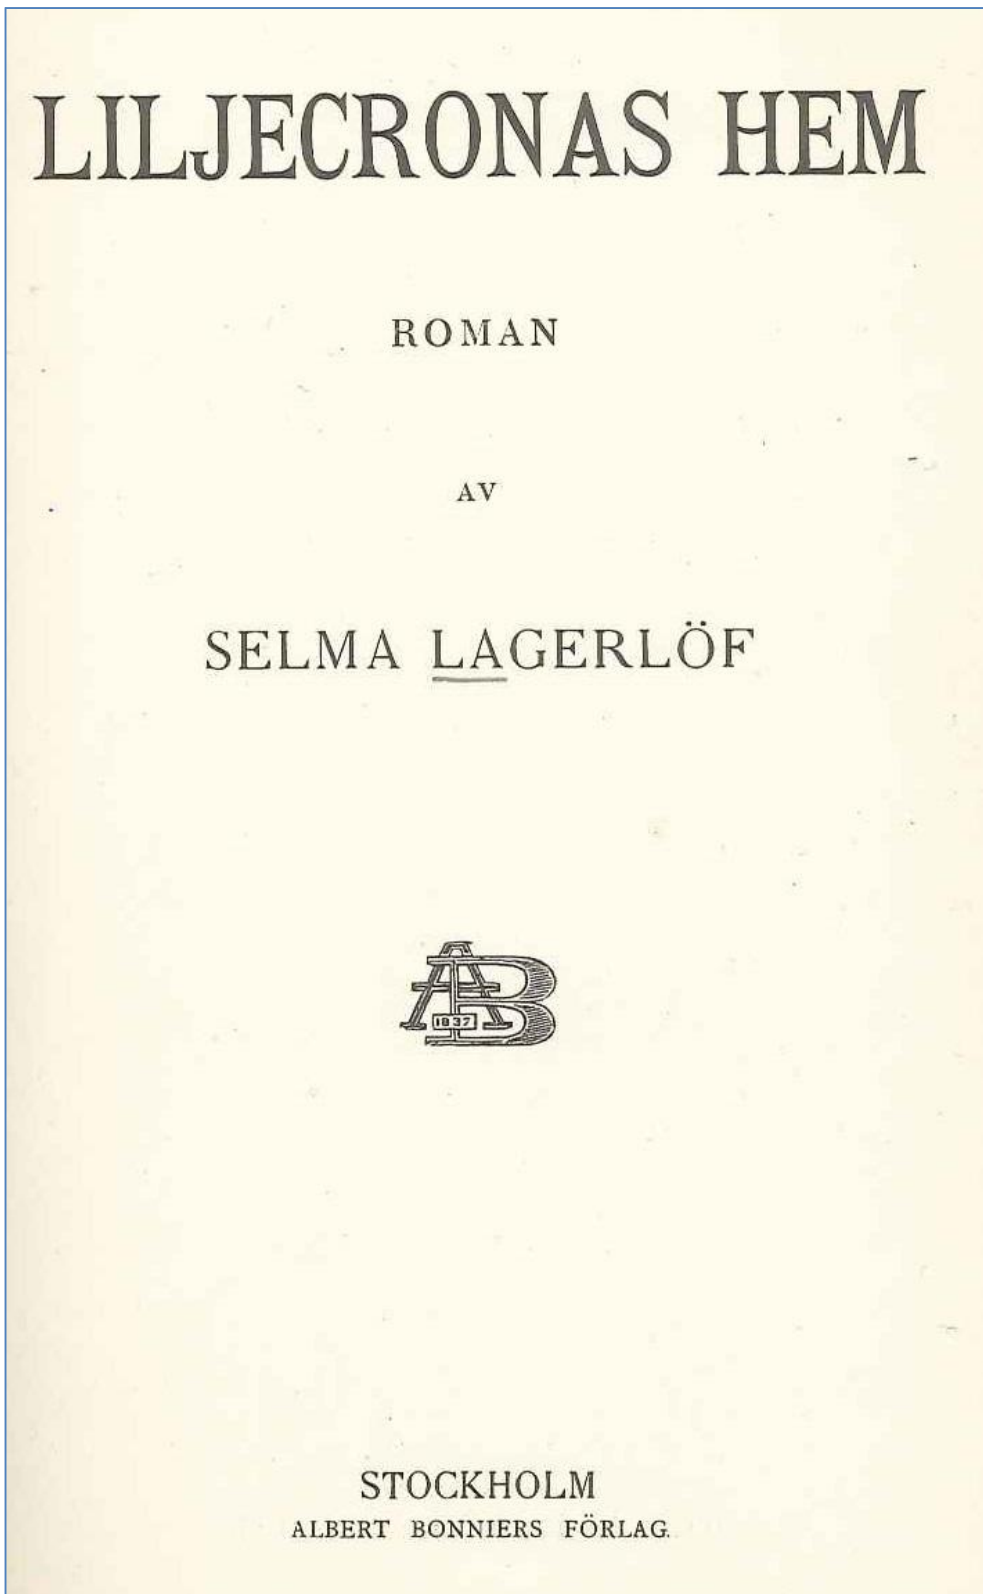 LILJECRONAS HEM
ROMAN
AV
SELMA LAGERLÖF
AB
1837
STOCKHOLM
ALBERT BONNIERS FÖRLAG.